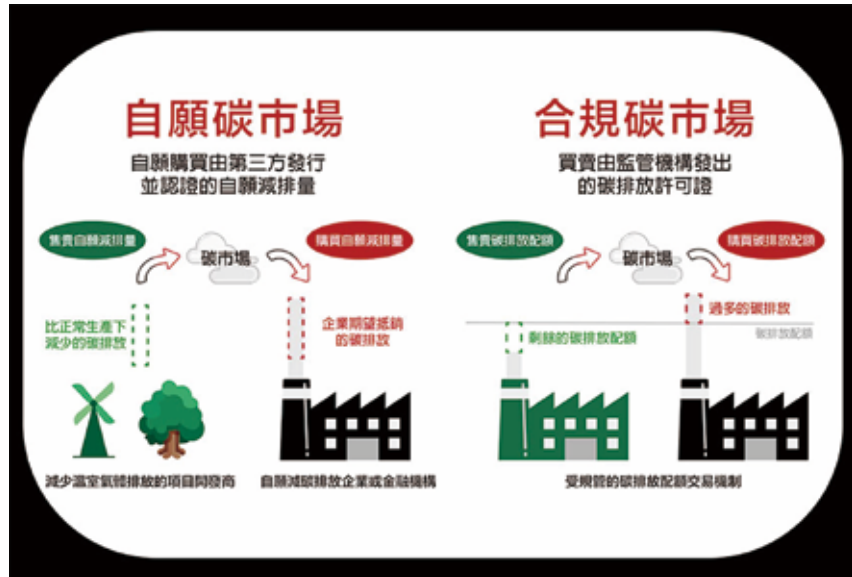 自願碳市場
自願購買由第三方發行
並認證的自願減排量
售賣自願減排量
碳市場
購買自願減排量
比正常生產下
減少的碳排放
企業期望抵銷
的碳排放
減少溫室氣體排放的項目開發商
自願減碳排放企業或金融機構
合規碳市場
買賣由監管機構發出
的碳排放許可證
售賣碳排放配額
碳市場
購買碳排放配額
過多的碳排放
碳排放配額
剩餘的碳排放配額
受規管的碳排放配額交易機制